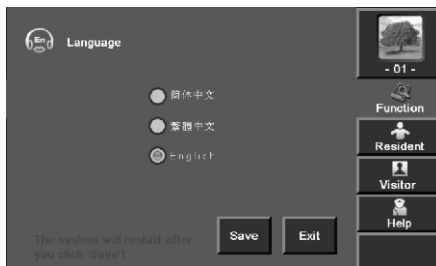 En
Language
简体中文
繁體中文
English
The system will restart after
you click 'Save'!
Save
Exit
- 01 -
Function
Resident
Visitor
Help